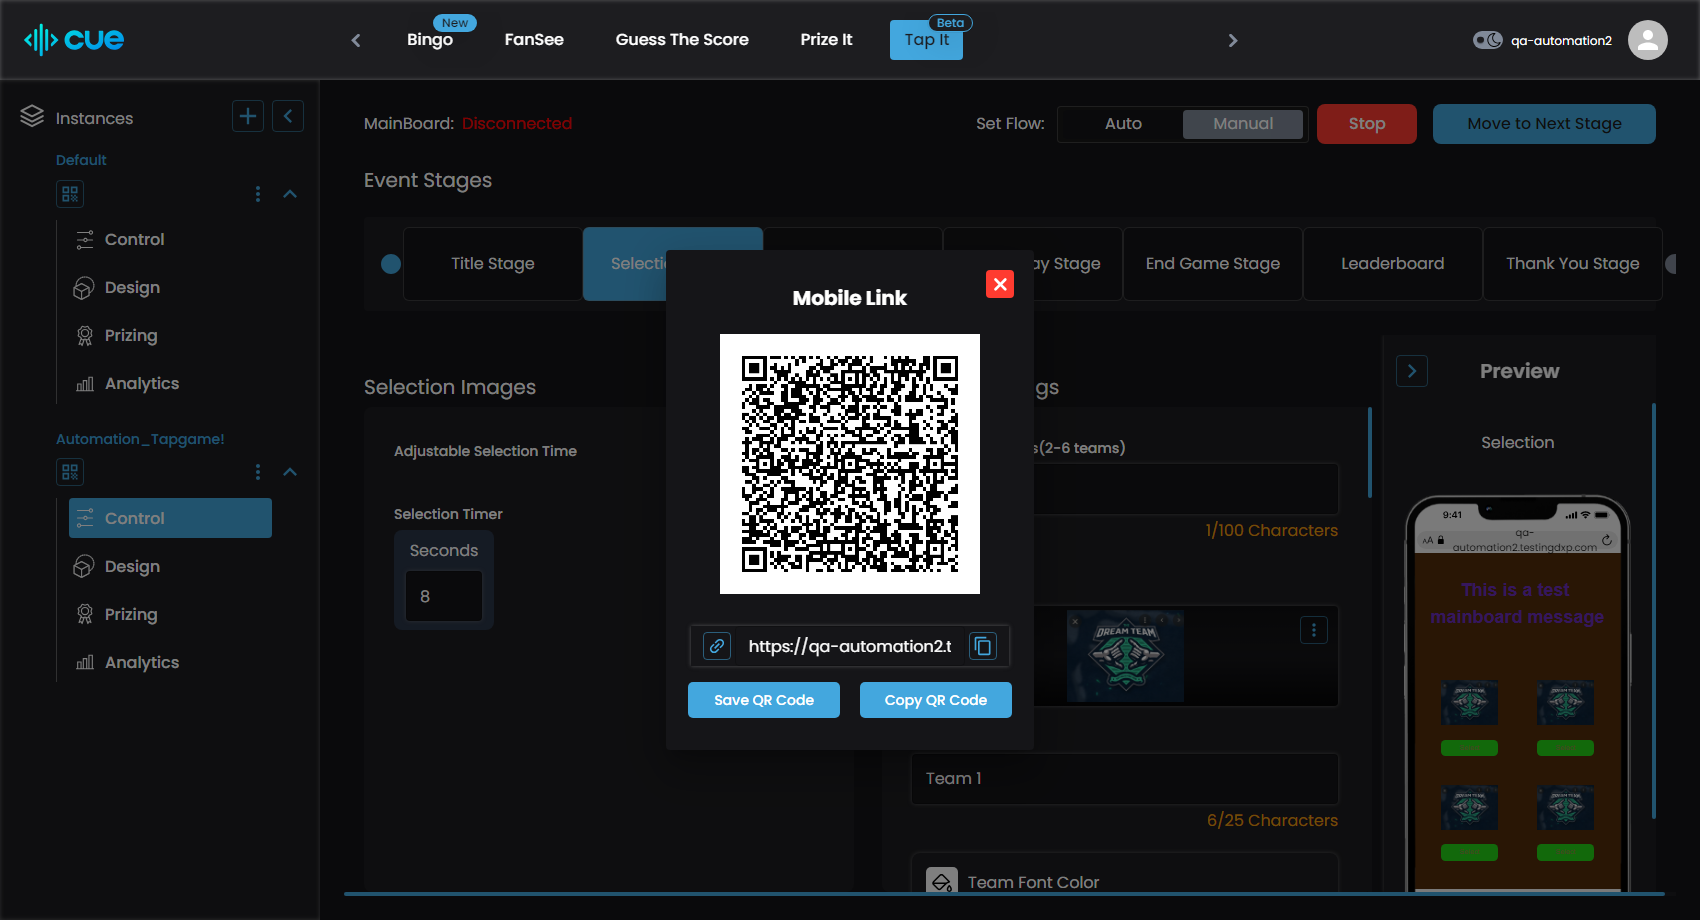 cue
New
Bingo
FanSee
Guess The Score
Prize It
Beta
Tap It
qa-automation2
Instances
Default
Control
Design
Prizing
Analytics
Automation_Tapgame!
Control
Design
Prizing
Analytics
MainBoard: Disconnected
Set Flow:
Auto
Manual
Stop
Move to Next Stage
Event Stages
Title Stage
End Game Stage
Leaderboard
Thank You Stage
Stage
Selection Images
Adjustable Selection Time
Selection Timer
Seconds
8
Mobile Link
https://qa-automation2.t
Save QR Code
Copy QR Code
(2-6 teams)
1/100 Characters
DREAM TEAM
Team 1
6/25 Characters
Team Font Color
Preview
Selection
9:41
AA
qa-
automation2.testingdxp.com
This is a test
mainboard message